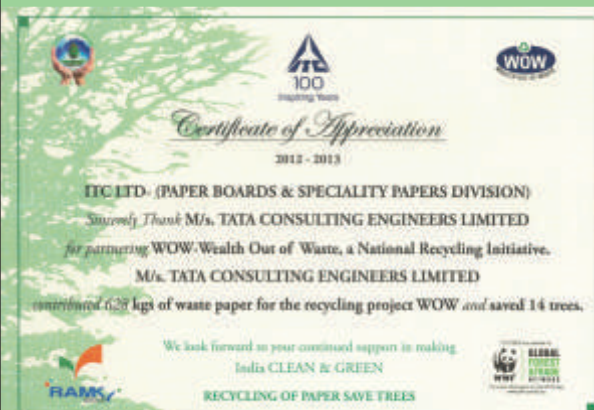 ITC
100
Inspiring Years
WOW
Certificate of Appreciation
2012 - 2013
ITC LTD- (PAPER BOARDS & SPECIALITY PAPERS DIVISION)
Sincerely Thank M/s. TATA CONSULTING ENGINEERS LIMITED
for partnering WOW-Wealth Out of Waste, a National Recycling Initiative.
M/s. TATA CONSULTING ENGINEERS LIMITED
contributed 628 kgs of waste paper for the recycling project WOW and saved 14 trees.
We look forward to your continued support in making
India CLEAN & GREEN
RECYCLING OF PAPER SAVE TREES
RAMKY
WWF
GLOBAL
FOREST
& TRADE
NETWORK